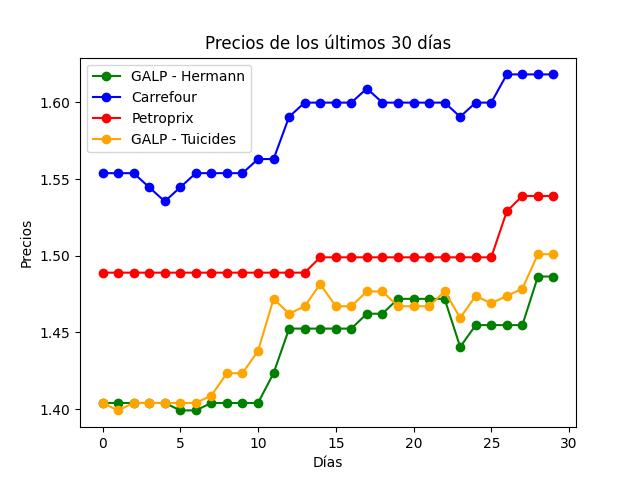 Precios de los últimos 30 días
GALP - Hermann
Carrefour
Petroprix
GALP - Tuicides
Precios
1.60
1.55
1.50
1.45
1.40
0 5 10 15 20 25 30
Días